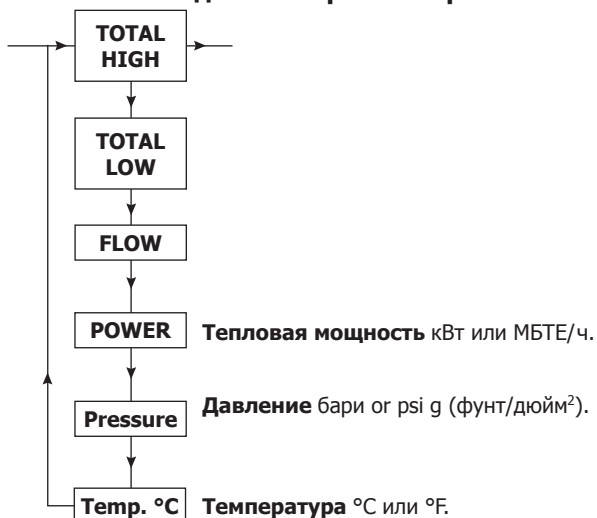 TOTAL
HIGH
TOTAL
LOW
FLOW
POWER Тепловая мощность кВт или МБТЕ/ч.
Pressure Давление бари or psi g (фунт/дюйм²).
Temp. °C Температура °C или °F.